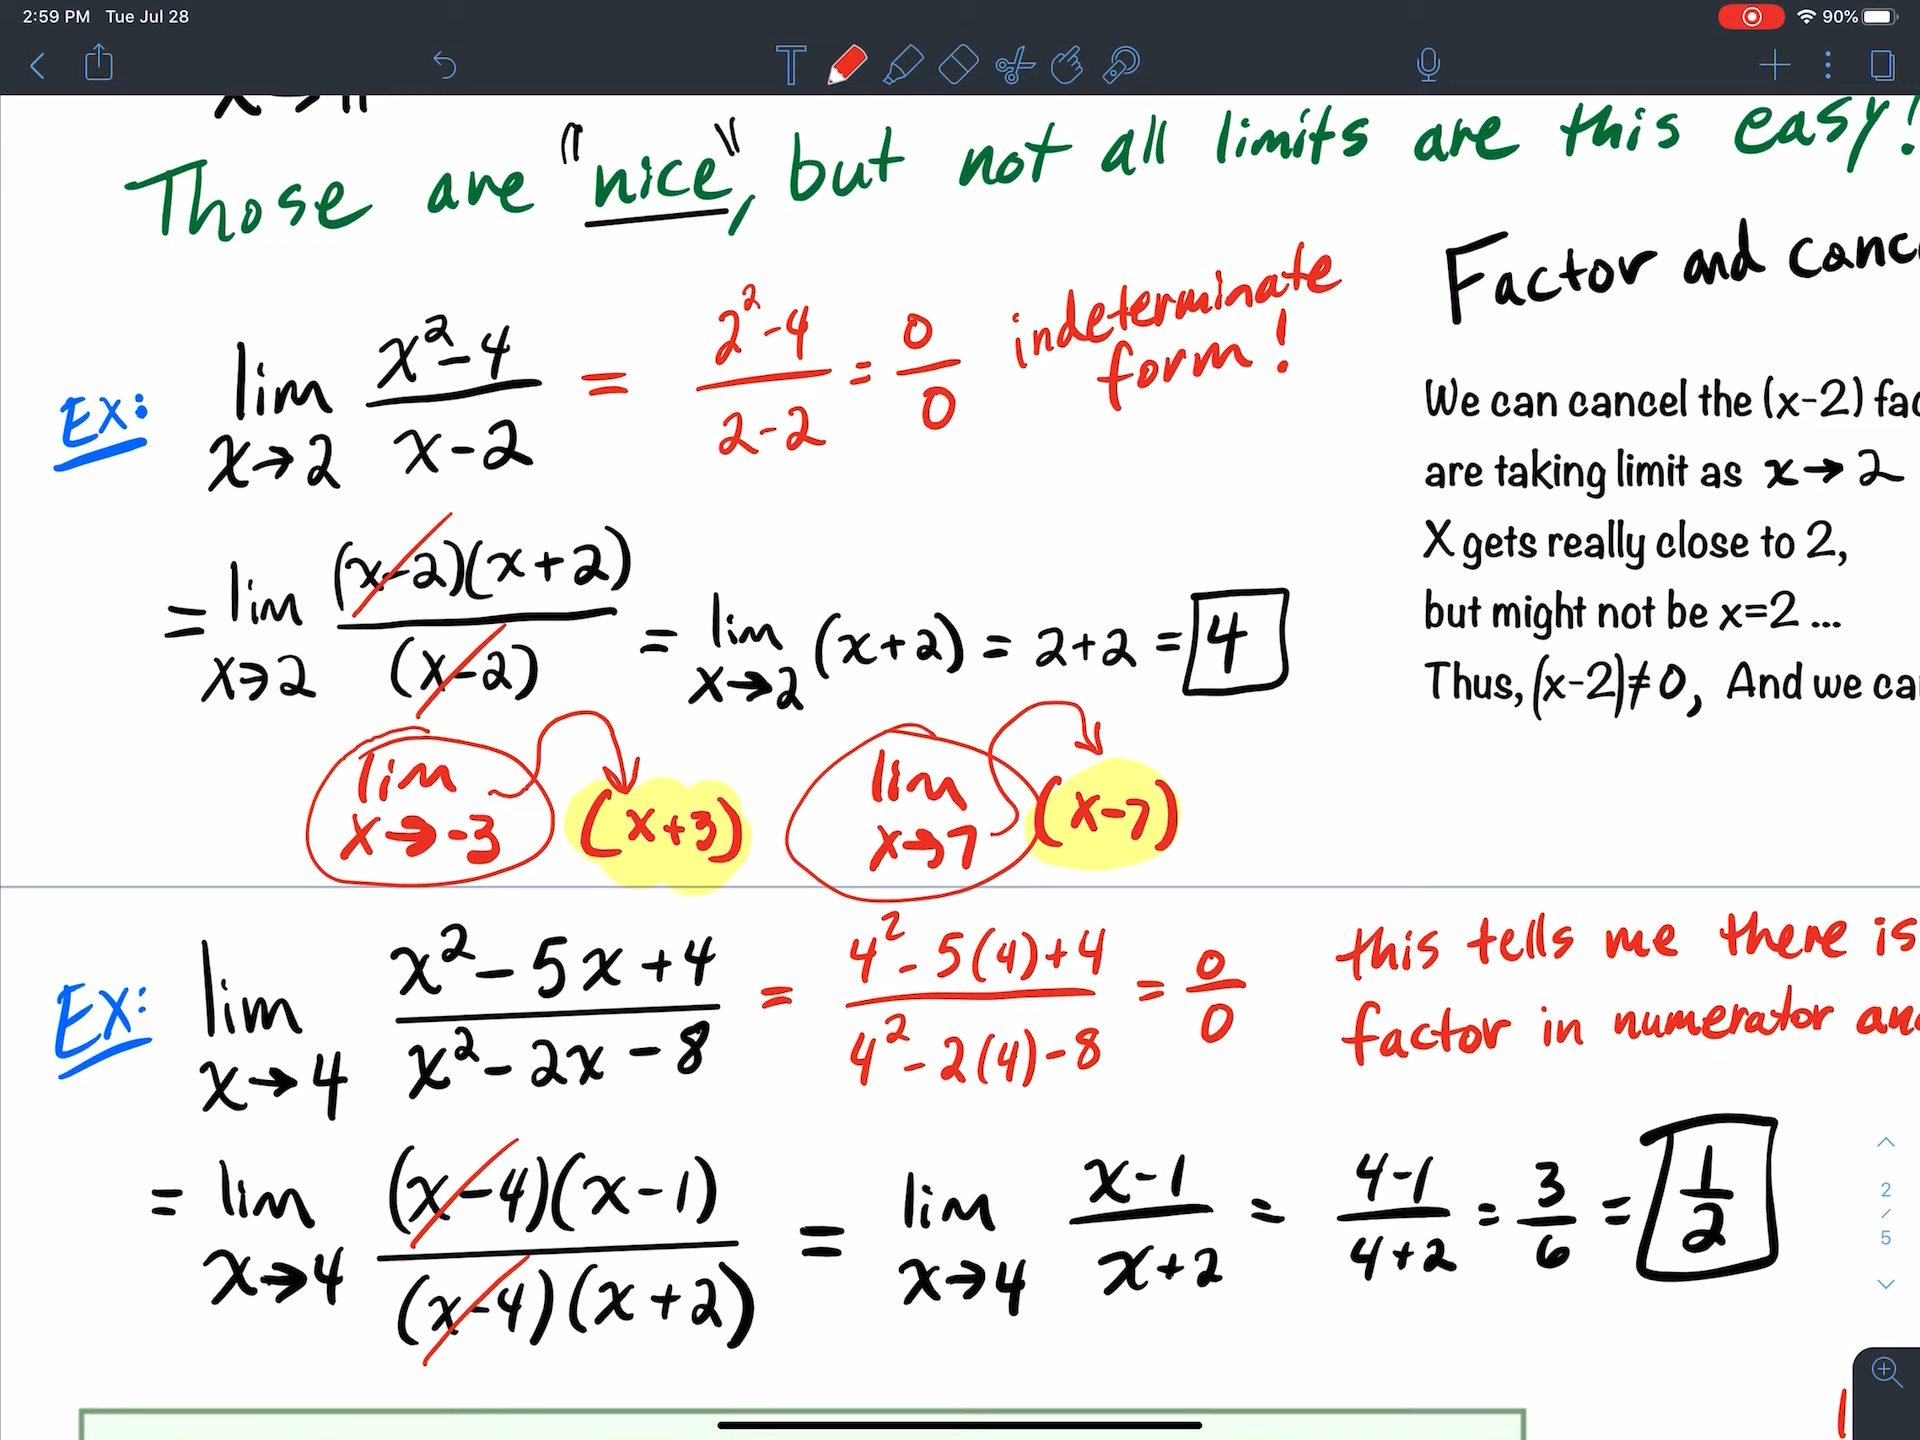 2:59 PM Tue Jul 28
90%
Those are "nice", but not all limits are this easy!
Factor and canc
EX: lim x→2 (x²-4)/(x-2) = (2²-4)/(2-2) = 0/0 indeterminate form!
We can cancel the (x-2) fac
are taking limit as x→2
X gets really close to 2,
but might not be x=2 ...
Thus, (x-2)≠0, And we ca
= lim x→2 (x-2)(x+2)/(x-2) = lim x→2 (x+2) = 2+2 = 4
lim x→-3 (x+3) lim x→7 (x-7)
EX: lim x→4 (x²-5x+4)/(x²-2x-8) = (4²-5(4)+4)/(4²-2(4)-8) = 0/0
this tells me there is
factor in numerator an
= lim x→4 (x-4)(x-1)/(x-4)(x+2) = lim x→4 (x-1)/(x+2) = (4-1)/(4+2) = 3/6 = 1/2
2/5